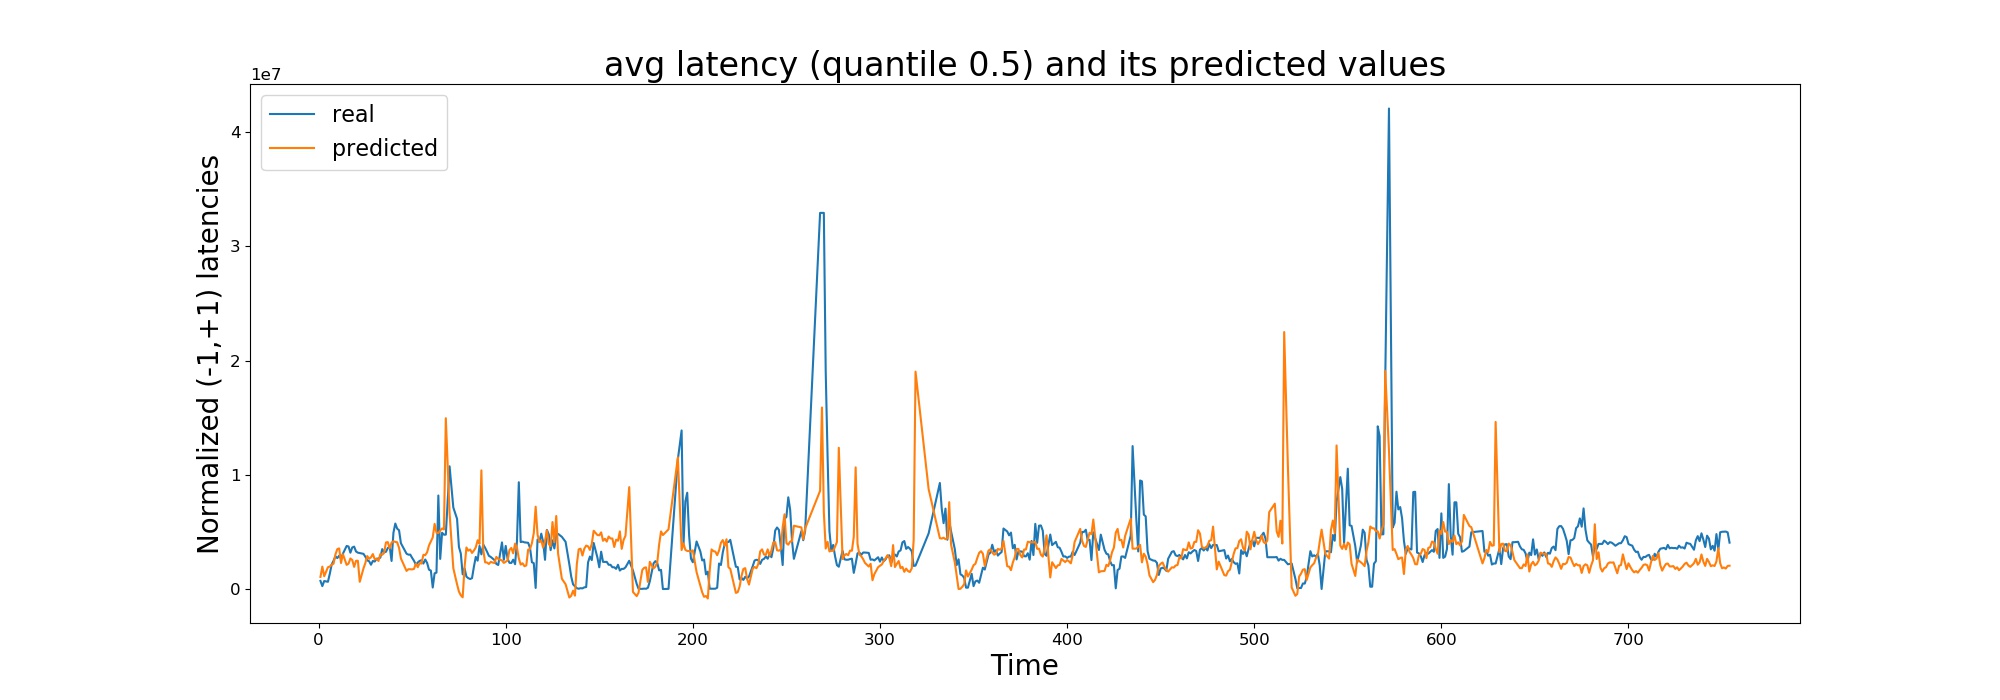 avg latency (quantile 0.5) and its predicted values
1e7
real
predicted
Normalized (-1,+1) latencies
4
3
2
1
0
0 100 200 300 400 500 600 700
Time